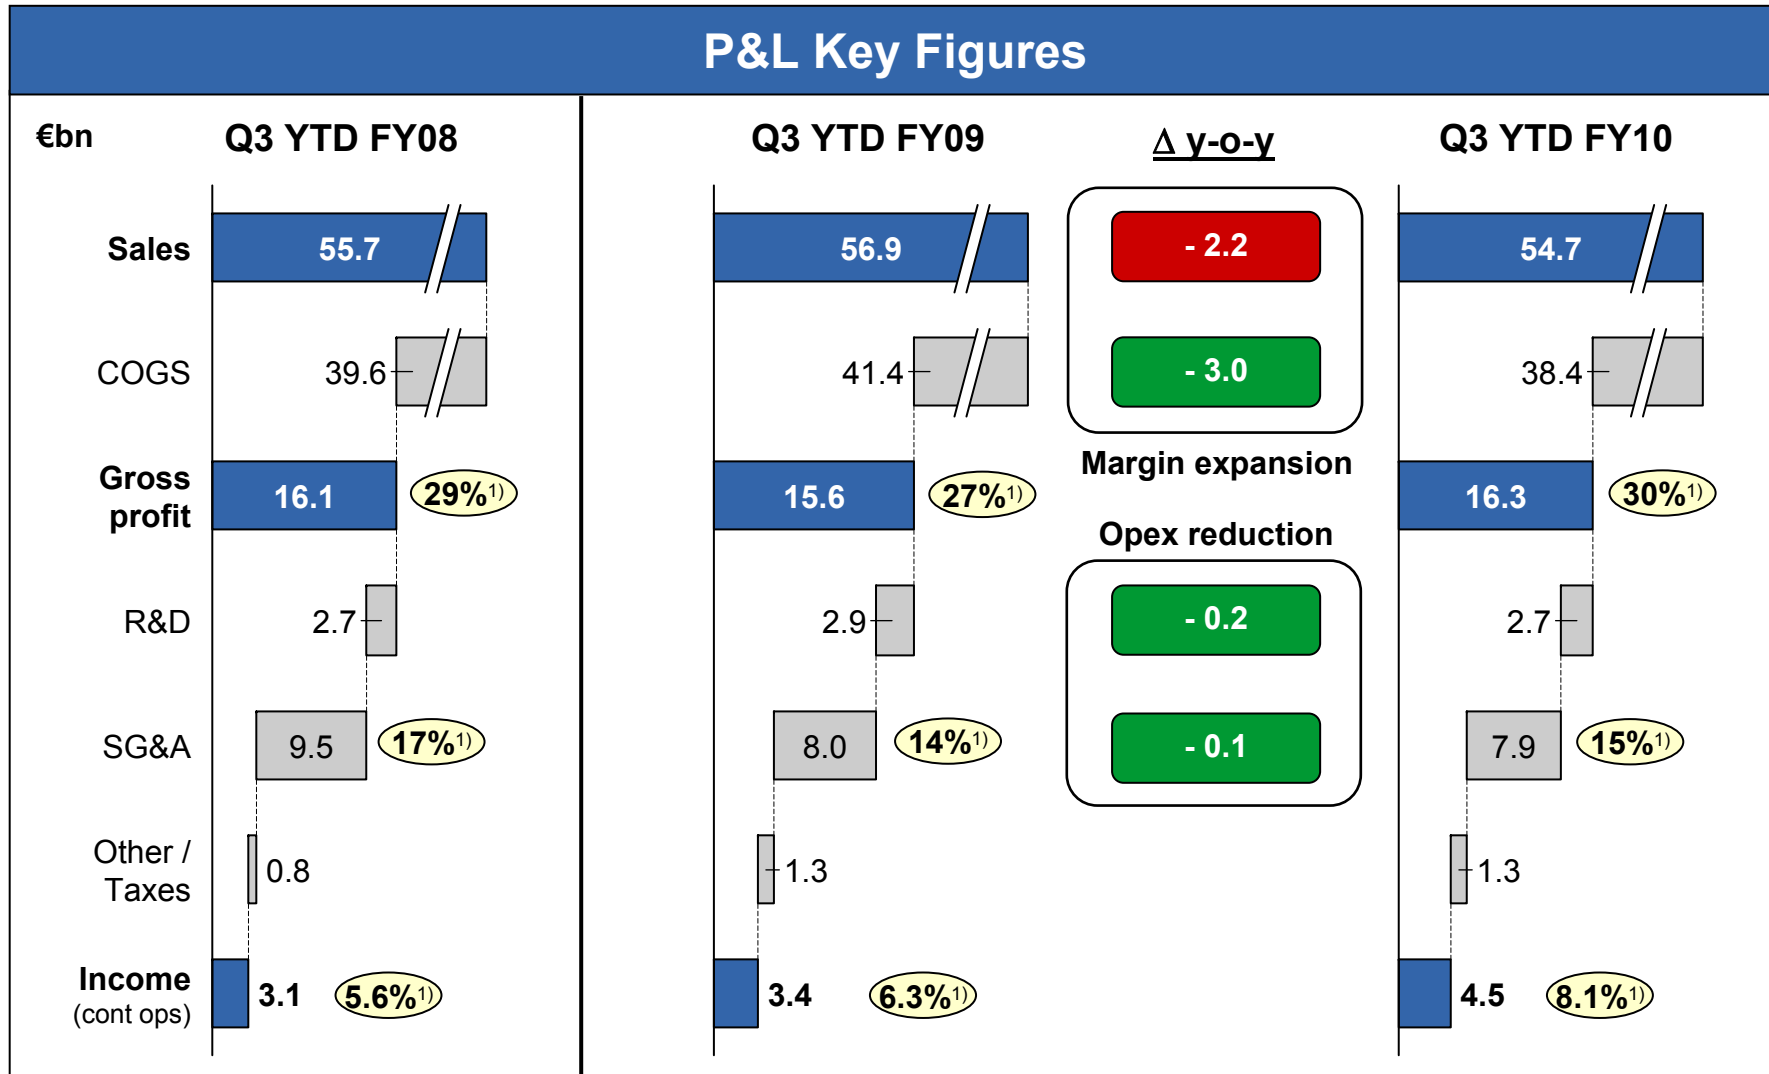 P&L Key Figures
€bn Q3 YTD FY08 Q3 YTD FY09 Δ y-o-y Q3 YTD FY10
Sales 55.7 56.9 - 2.2 54.7
COGS 39.6 41.4 - 3.0 38.4
Margin expansion
Gross
profit 16.1 29%1) 15.6 27%1) 16.3 30%1)
Opex reduction
R&D 2.7 2.9 - 0.2 2.7
SG&A 9.5 17%1) 8.0 14%1) - 0.1 7.9 15%1)
Other /
Taxes 0.8 1.3 1.3
Income
(cont ops) 3.1 5.6%1) 3.4 6.3%1) 4.5 8.1%1)